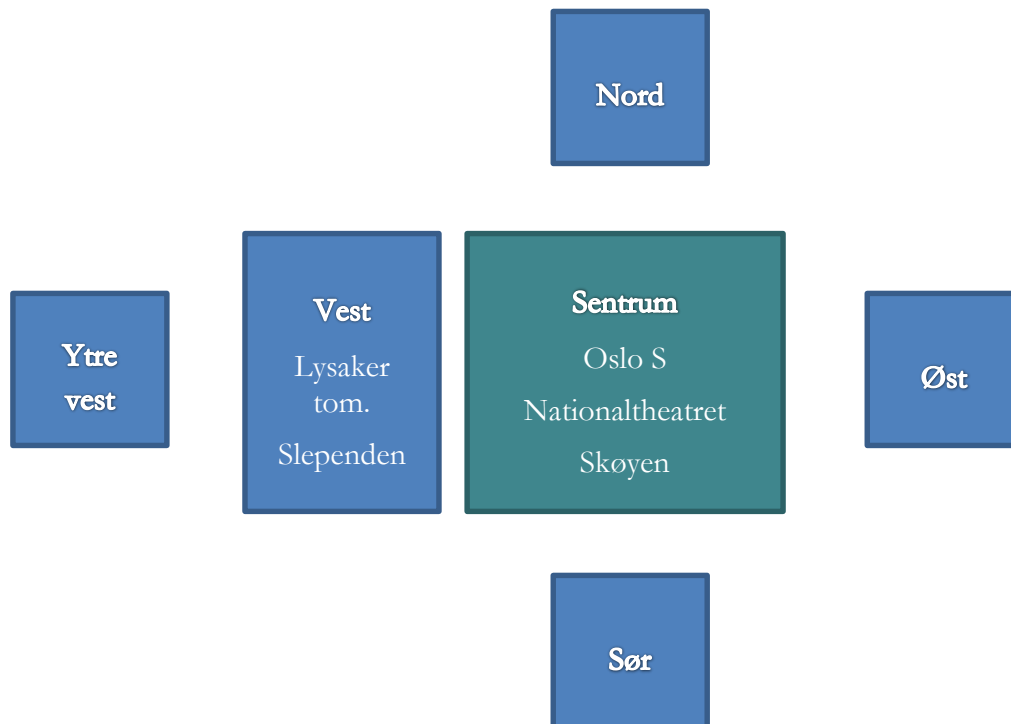 Nord
Ytre
vest
Vest
Lysaker
tom.
Slependen
Sentrum
Oslo S
Nationaltheatret
Skøyen
Øst
Sør